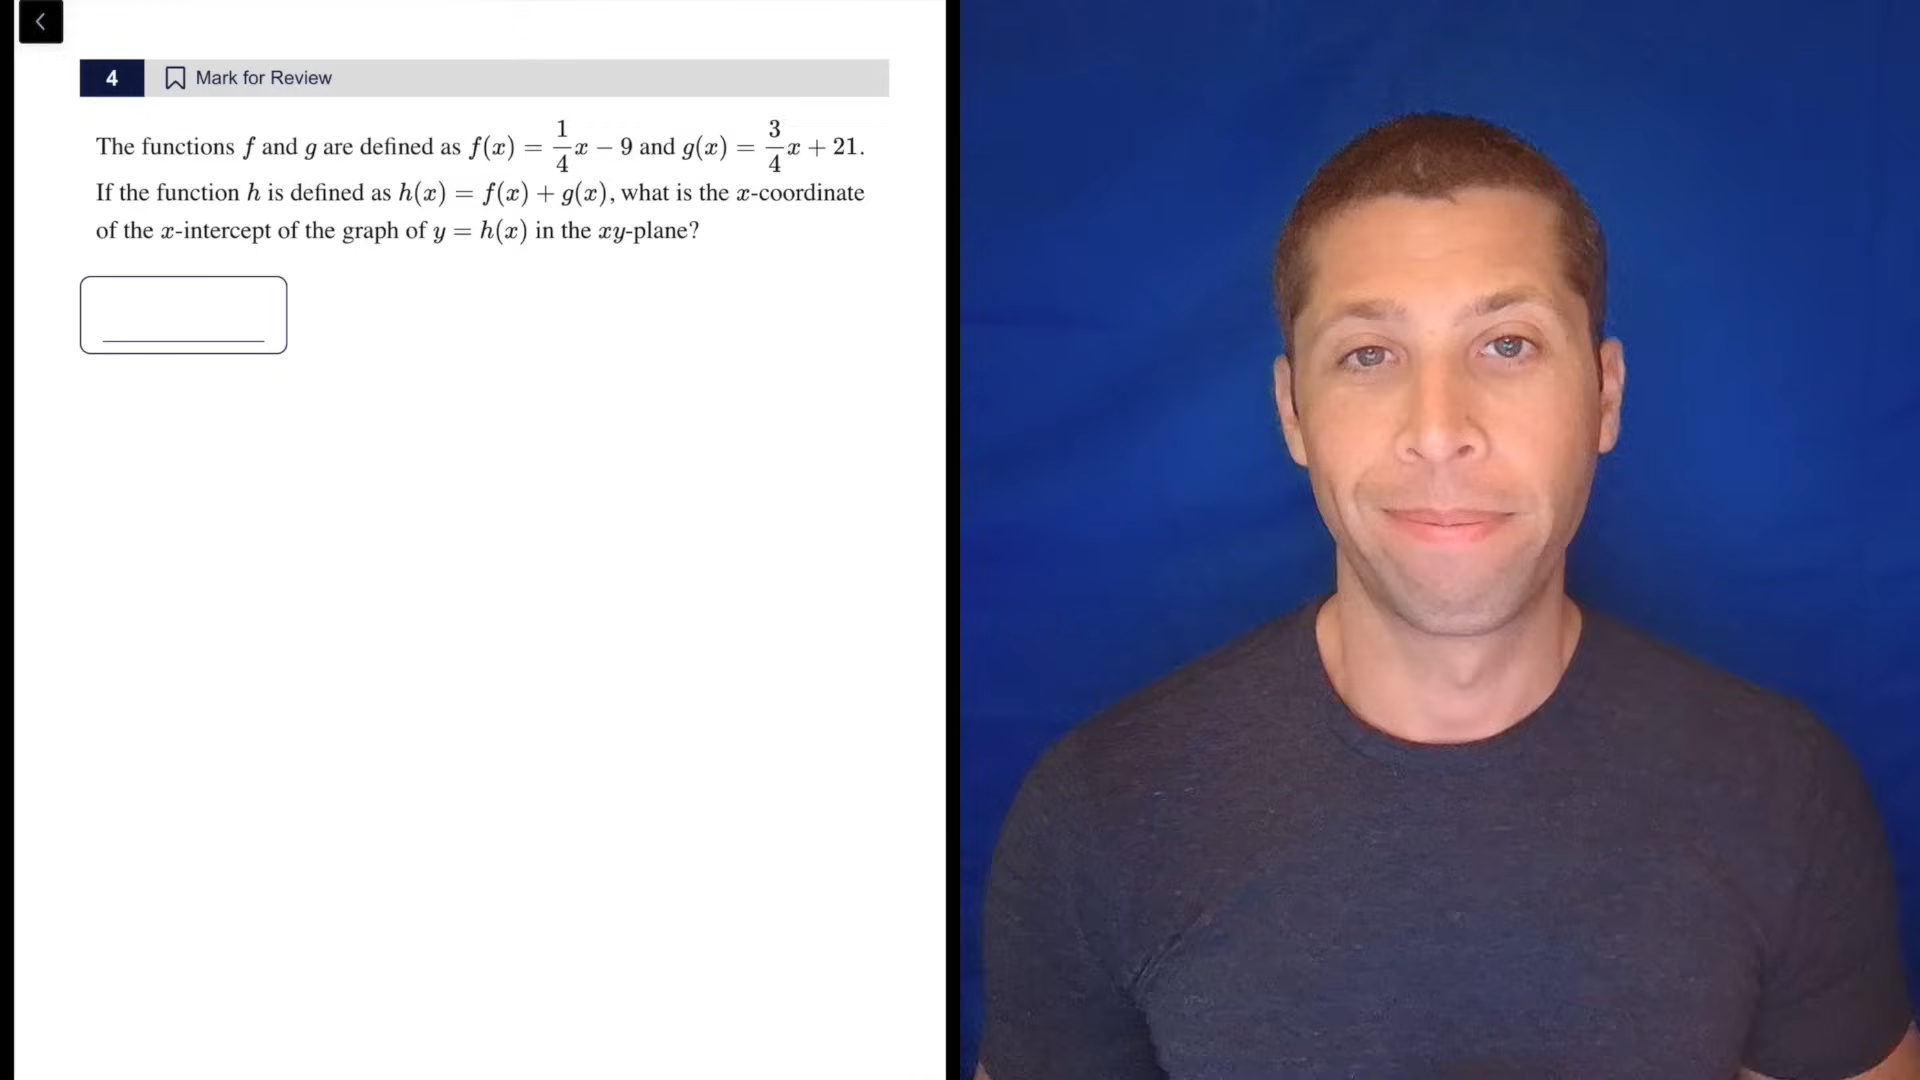 4 Mark for Review
The functions f and g are defined as f(x) = 1/4 x − 9 and g(x) = 3/4 x + 21.
If the function h is defined as h(x) = f(x) + g(x), what is the x-coordinate
of the x-intercept of the graph of y = h(x) in the xy-plane?